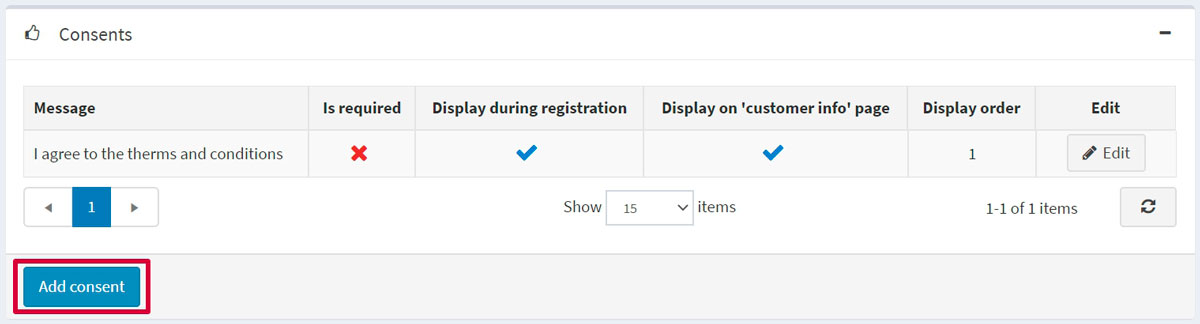 Consents
Message Is required Display during registration Display on 'customer info' page Display order Edit
I agree to the therms and conditions 1 Edit
1 Show 15 items 1-1 of 1 items
Add consent